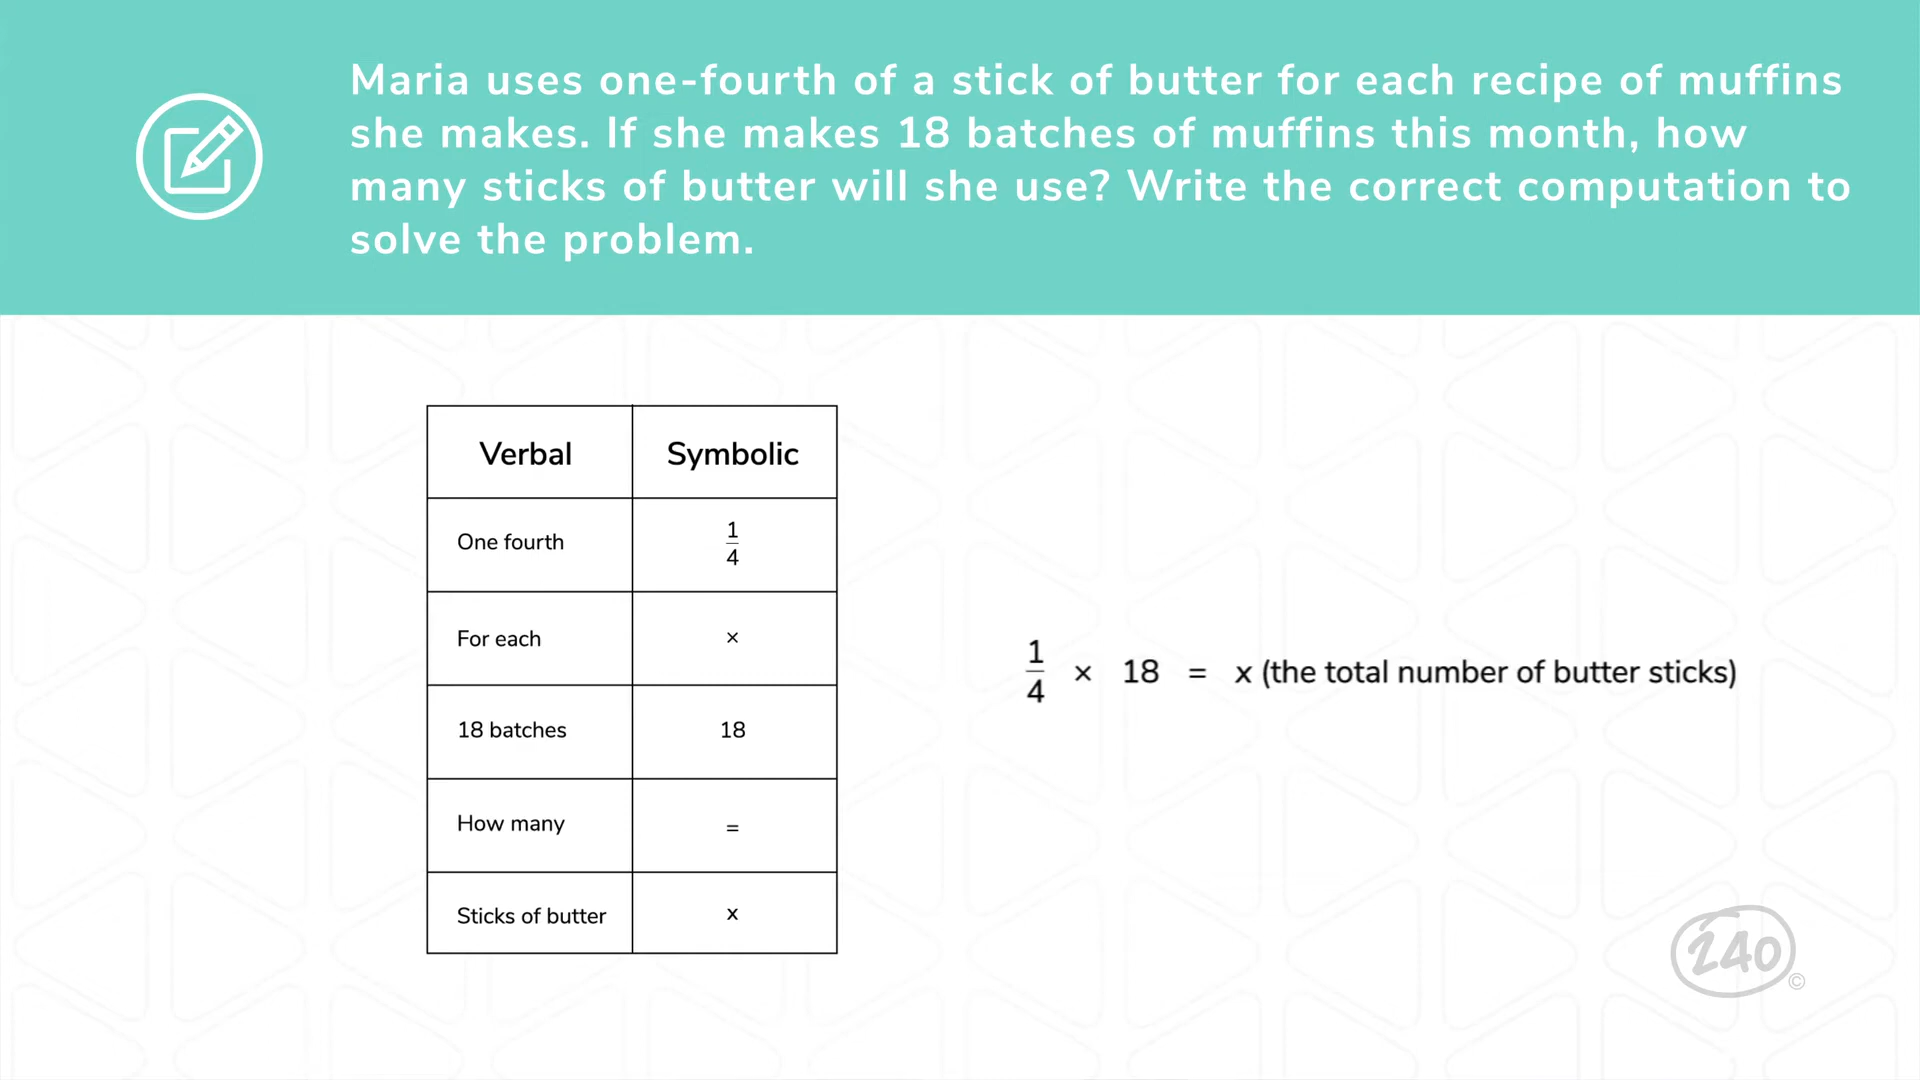 Maria uses one-fourth of a stick of butter for each recipe of muffins
she makes. If she makes 18 batches of muffins this month, how
many sticks of butter will she use? Write the correct computation to
solve the problem.
Verbal Symbolic
One fourth 1/4
For each ×
18 batches 18
How many =
Sticks of butter x
1/4 × 18 = x (the total number of butter sticks)
240 ©